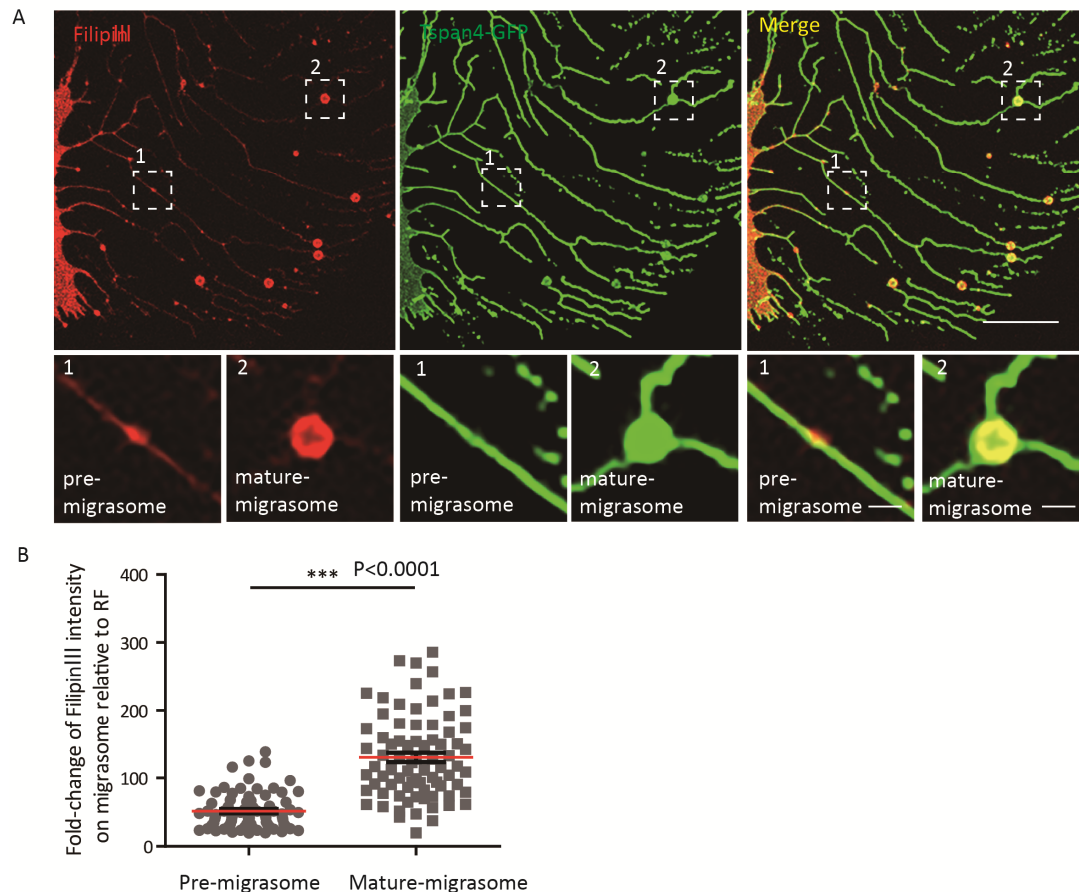 A
FilipinIII
Tspan4-GFP
Merge
2
2
2
1
1
1
1
2
1
2
1
2
pre-
migrasome
mature-
migrasome
pre-
migrasome
mature-
migrasome
pre-
migrasome
mature-
migrasome
B
Fold-change of FilipinIII intensity
on migrasome relative to RF
400
300
200
100
0
*** P<0.0001
Pre-migrasome
Mature-migrasome